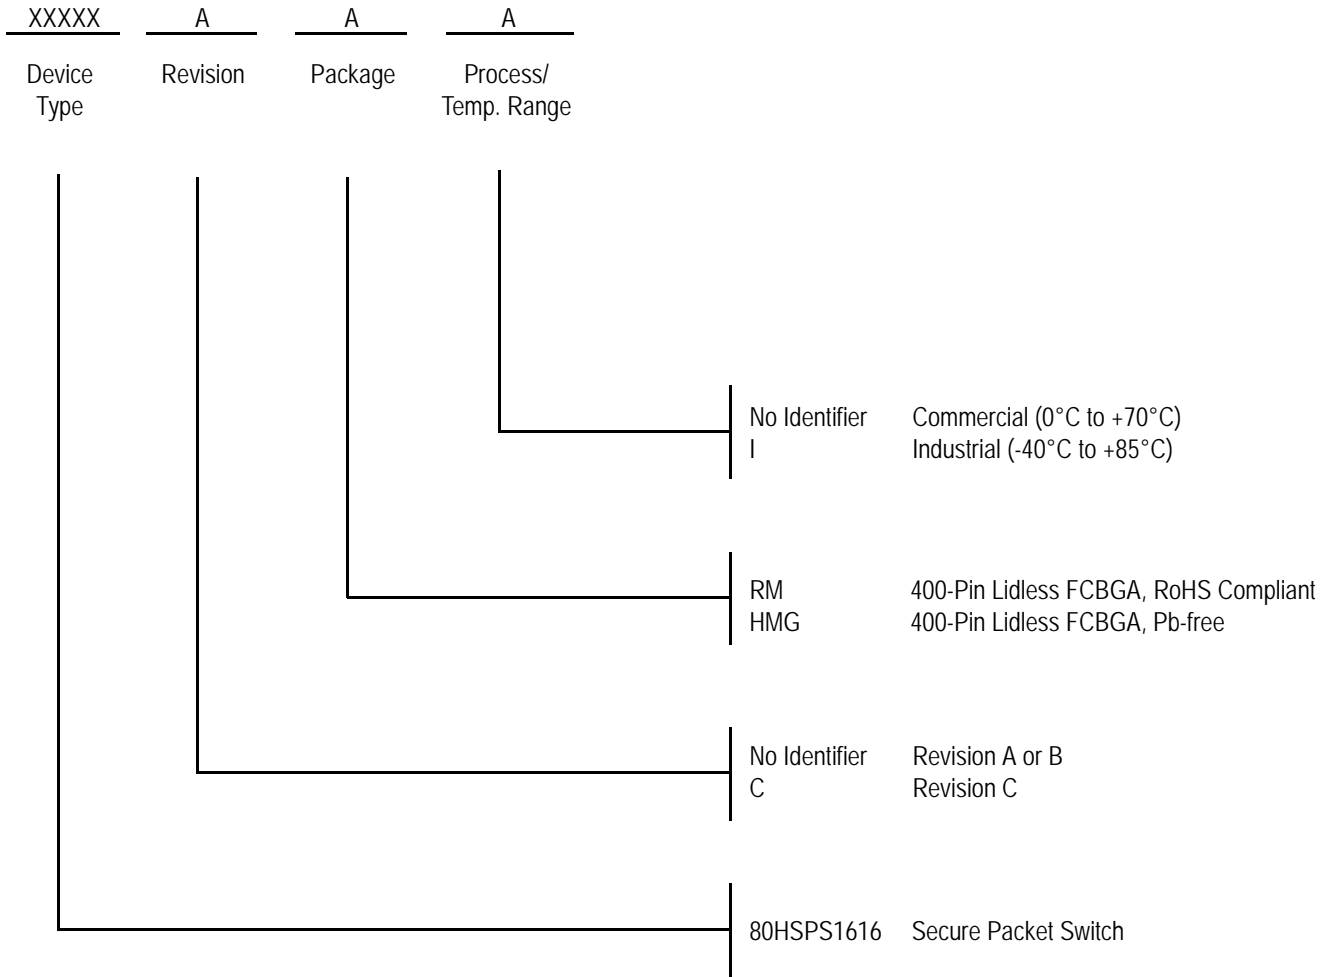 XXXXX A A A
Device Type Revision Package Process/ Temp. Range
No Identifier Commercial (0°C to +70°C)
I Industrial (-40°C to +85°C)
RM 400-Pin Lidless FCBGA, RoHS Compliant
HMG 400-Pin Lidless FCBGA, Pb-free
No Identifier Revision A or B
C Revision C
80HSPS1616 Secure Packet Switch